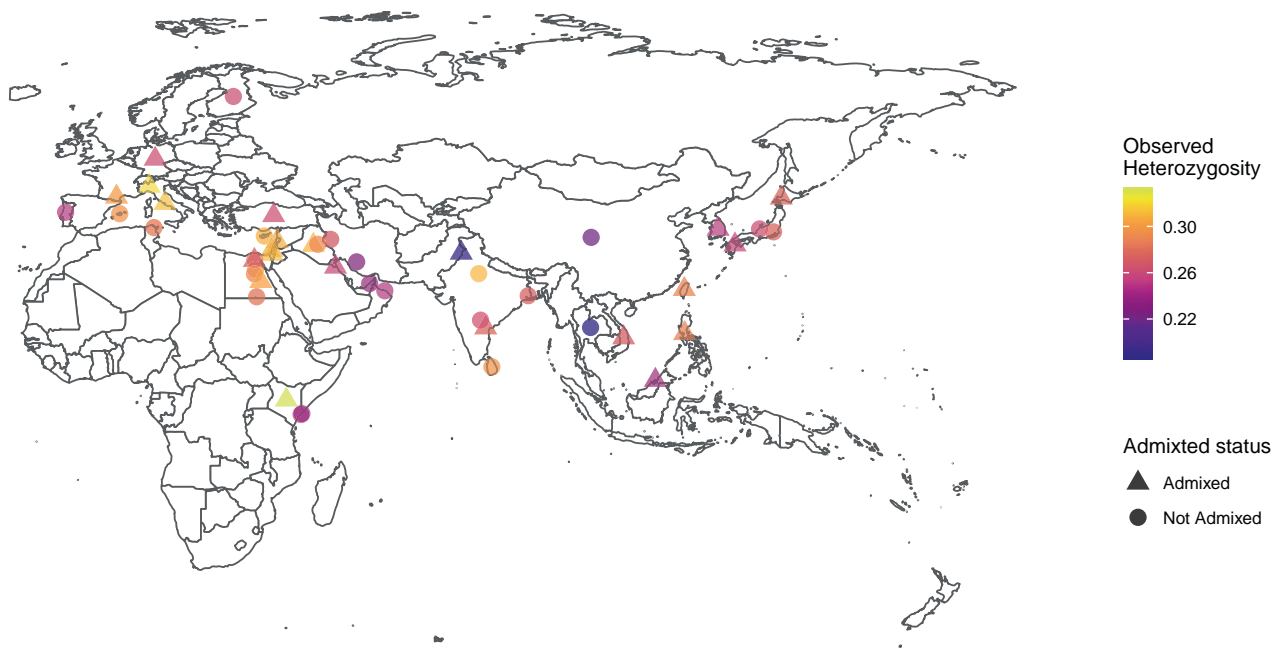 Observed
Heterozygosity
0.30
0.26
0.22
Admixted status
Admixed
Not Admixed